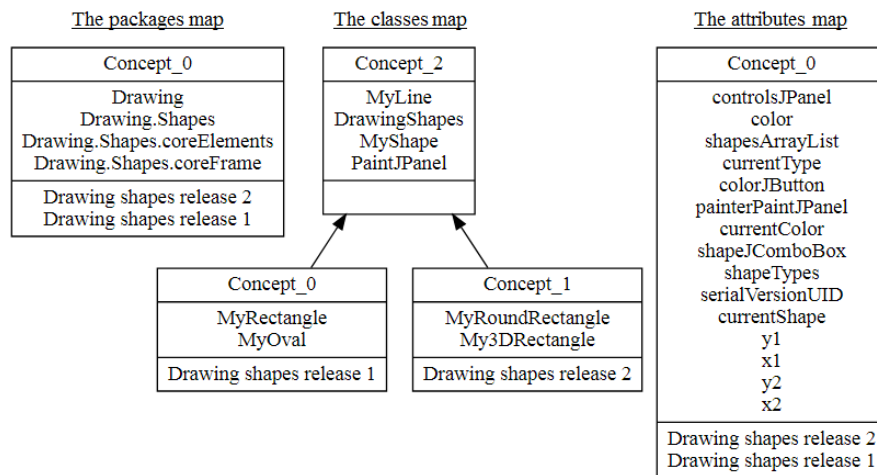 The packages map
Concept_0
Drawing
Drawing.Shapes
Drawing.Shapes.coreElements
Drawing.Shapes.coreFrame
Drawing shapes release 2
Drawing shapes release 1
The classes map
Concept_2
MyLine
DrawingShapes
MyShape
PaintJPanel
Concept_0
MyRectangle
MyOval
Drawing shapes release 1
Concept_1
MyRoundRectangle
My3DRectangle
Drawing shapes release 2
The attributes map
Concept_0
controlsJPanel
color
shapesArrayList
currentType
colorJButton
painterPaintJPanel
currentColor
shapeJComboBox
shapeTypes
serialVersionUID
currentShape
y1
x1
y2
x2
Drawing shapes release 2
Drawing shapes release 1